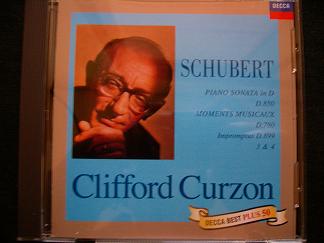 DECCA
SCHUBERT
PIANO SONATA in D
D.850
MOMENTS MUSICAUX
D.780
Impromptus D.899
3 & 4
Clifford Curzon
DECCA BEST PLUS 50